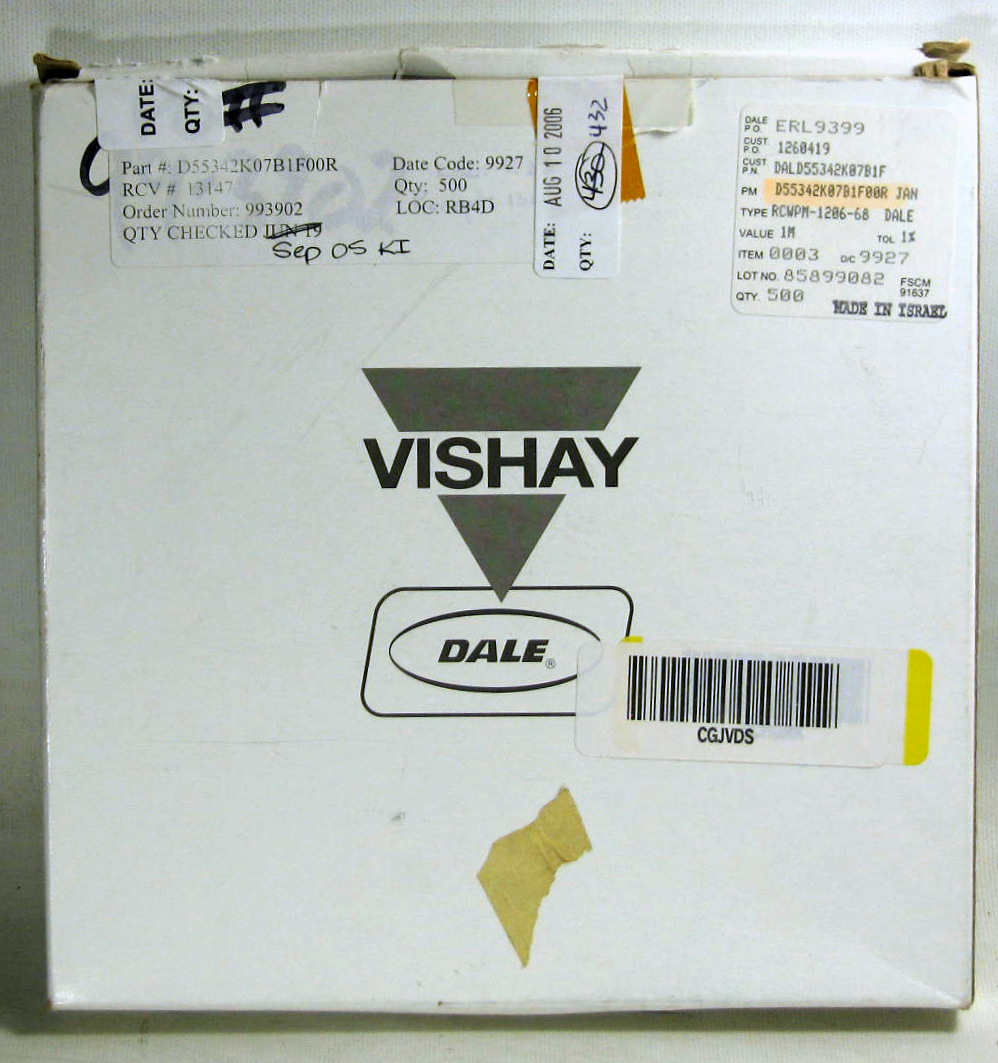 DATE:
QTY:
#
Part #: D55342K07B1F00R
Date Code: 9927
RCV #: 13147
Qty: 500
Order Number: 993902
LOC: RB4D
QTY CHECKED JUN 19
Sep 05 KI
DATE: AUG 10 2006
QTY: 430 432
DALE P.O. ERL9399
CUST P.O. 1260419
CUST. P.N. DALD55342K07B1F
PM D55342K07B1F00R JAN
TYPE RCWPM-1206-68 DALE
VALUE 1M TOL 1%
ITEM 0003 D/C 9927
LOT NO. 85899082 FSCM 91637
QTY. 500
MADE IN ISRAEL
VISHAY
DALE®
CGJVDS